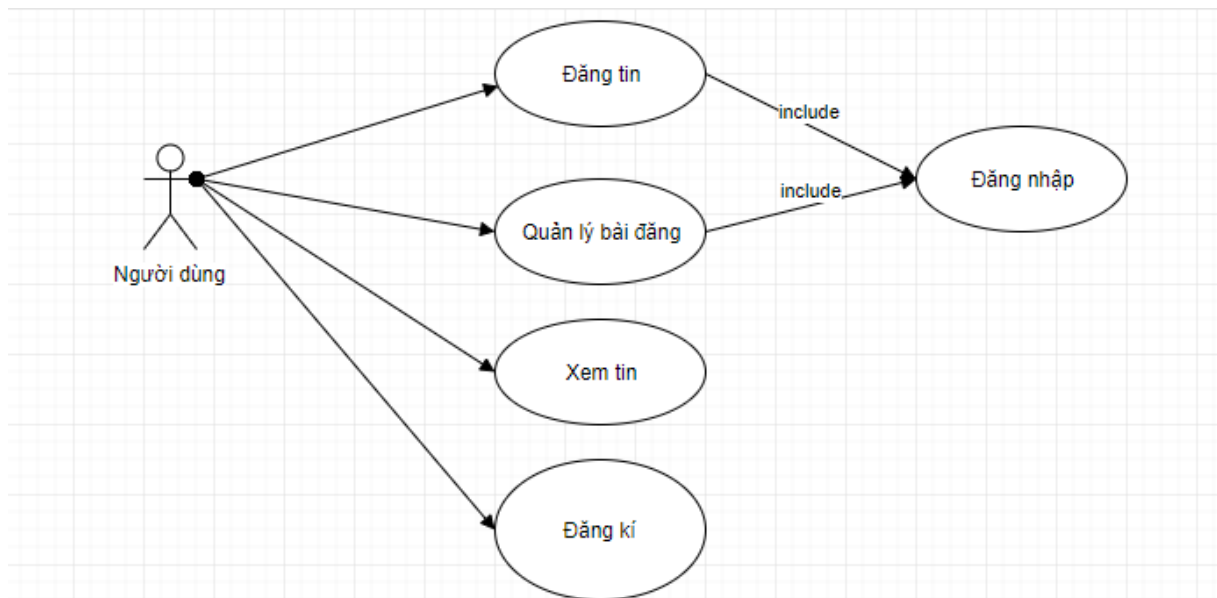 Đăng tin
include
Đăng nhập
include
Quản lý bài đăng
Người dùng
Xem tin
Đăng kí